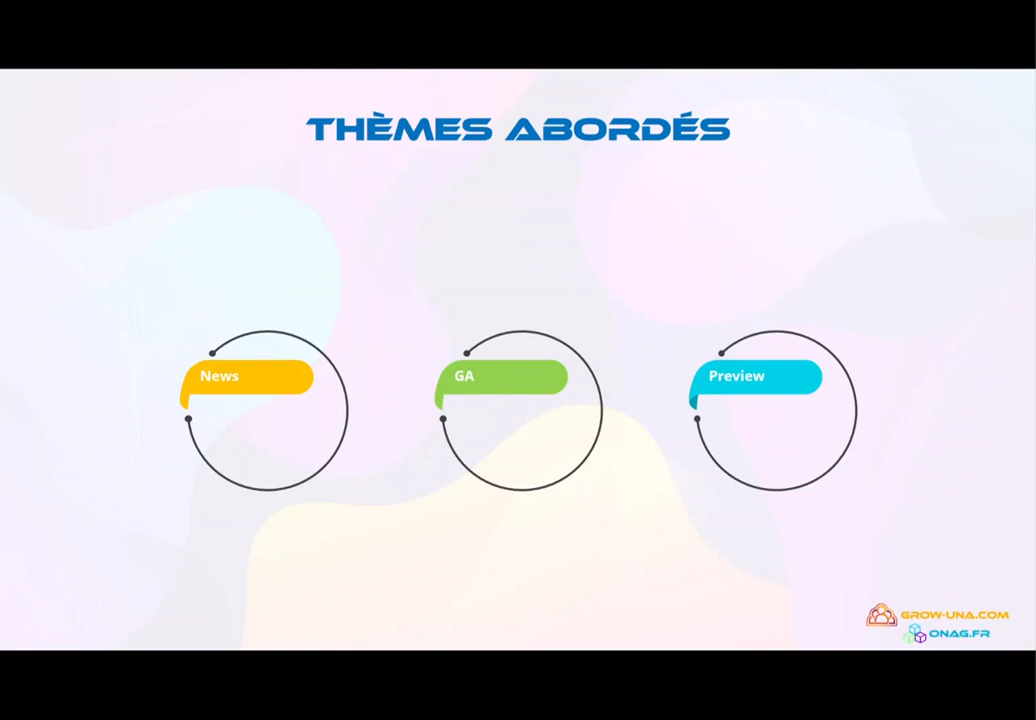 THÈMES ABORDÉS
News
GA
Preview
GROW-UNA.COM
ONAG.FR